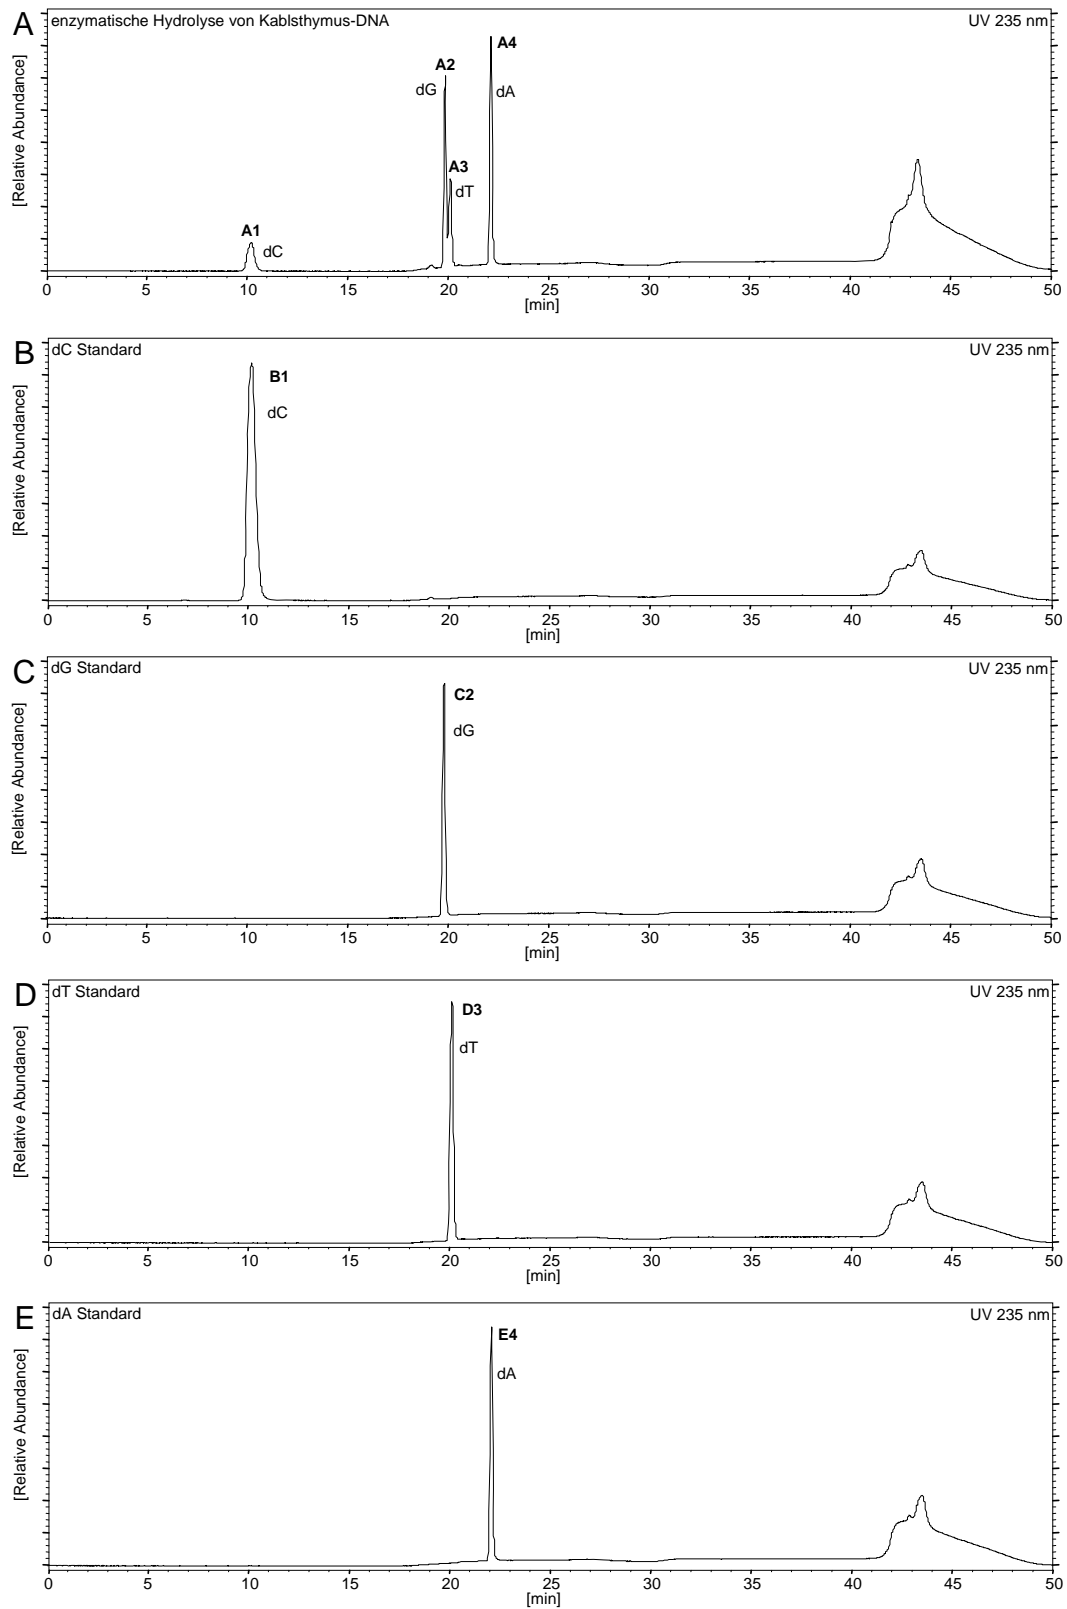 A
enzymatische Hydrolyse von Kablsthymus-DNA
UV 235 nm
[Relative Abundance]
A1
dC
A2
dG
A3
dT
A4
dA
0 5 10 15 20 25 30 35 40 45 50
[min]
B
dC Standard
UV 235 nm
[Relative Abundance]
B1
dC
0 5 10 15 20 25 30 35 40 45 50
[min]
C
dG Standard
UV 235 nm
[Relative Abundance]
C2
dG
0 5 10 15 20 25 30 35 40 45 50
[min]
D
dT Standard
UV 235 nm
[Relative Abundance]
D3
dT
0 5 10 15 20 25 30 35 40 45 50
[min]
E
dA Standard
UV 235 nm
[Relative Abundance]
E4
dA
0 5 10 15 20 25 30 35 40 45 50
[min]